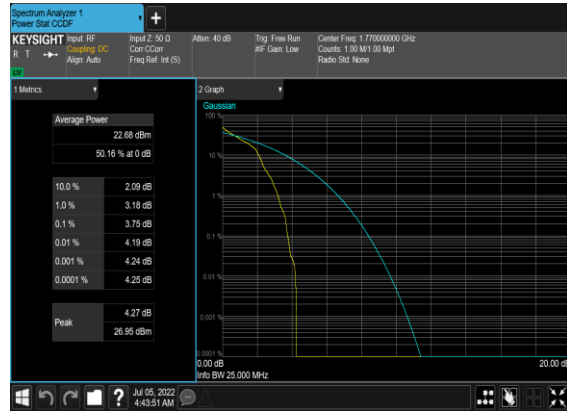 Spectrum Analyzer 1
Power Stat CCDF
+
KEYSIGHT
R T
Input: RF
Coupling: DC
Align: Auto
Input Z: 50 Ω
Corr CCorr
Freq Ref: Int (S)
Atten: 40 dB
Trig: Free Run
#IF Gain: Low
Center Freq: 1.770000000 GHz
Counts: 1.00 M/1.00 Mpt
Radio Std: None
1 Metrics
Average Power
22.68 dBm
50.16 % at 0 dB
10.0 % 2.09 dB
1.0 % 3.18 dB
0.1 % 3.75 dB
0.01 % 4.19 dB
0.001 % 4.24 dB
0.0001 % 4.25 dB
Peak
4.27 dB
26.95 dBm
2 Graph
Gaussian
100 %
10 %
1 %
0.1 %
0.01 %
0.001 %
0.0001 %
0.00 dB
20.00 dB
Info BW 25.000 MHz
?
Jul 05, 2022
4:43:51 AM